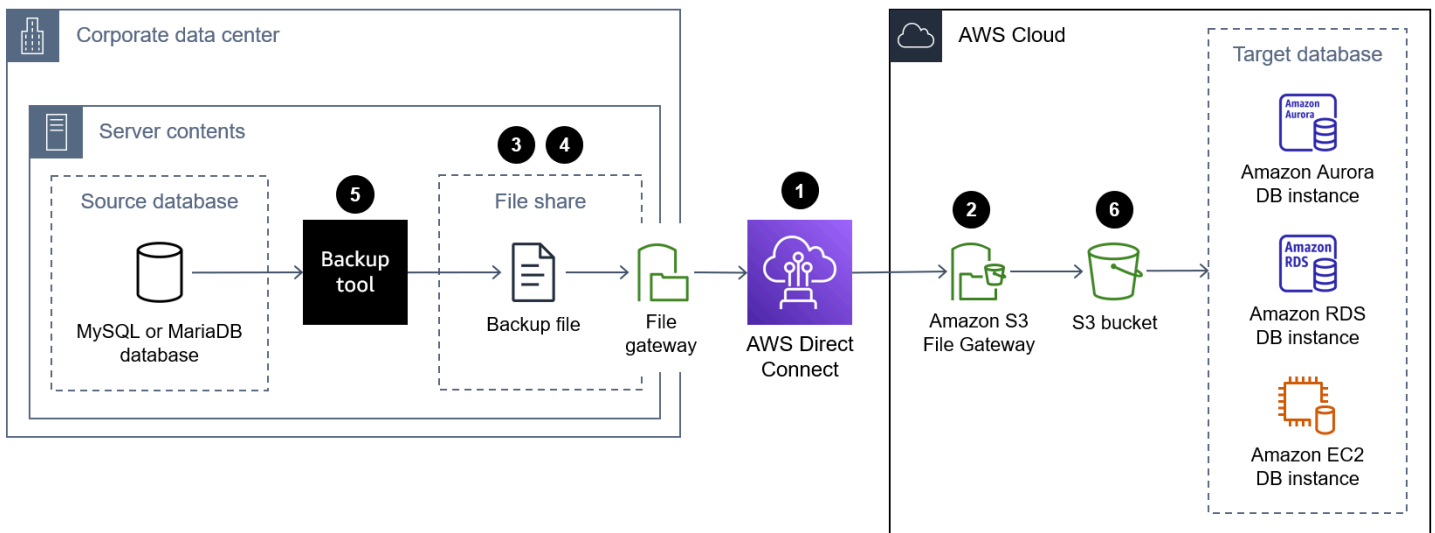 Corporate data center
AWS Cloud
Target database
Server contents
3
4
Source database
5
File share
1
2
6
Amazon
Aurora
Amazon Aurora
DB instance
Backup
tool
MySQL or MariaDB
database
Backup file
File
gateway
AWS Direct
Connect
Amazon S3
File Gateway
S3 bucket
Amazon
RDS
Amazon RDS
DB instance
Amazon EC2
DB instance